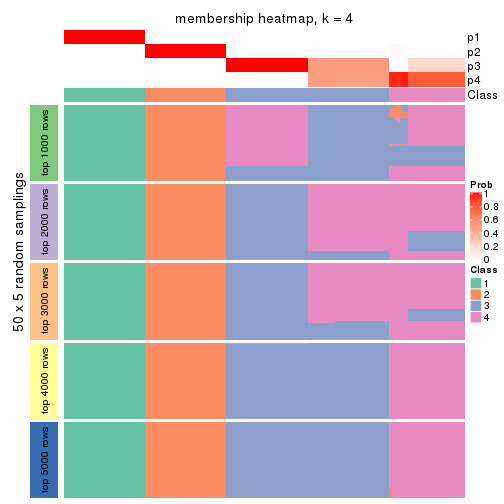 membership heatmap, k = 4
p1
p2
p3
p4
Class
50 x 5 random samplings
top 1000 rows
top 2000 rows
top 3000 rows
top 4000 rows
top 5000 rows
Prob
1
0.8
0.6
0.4
0.2
0
Class
1
2
3
4